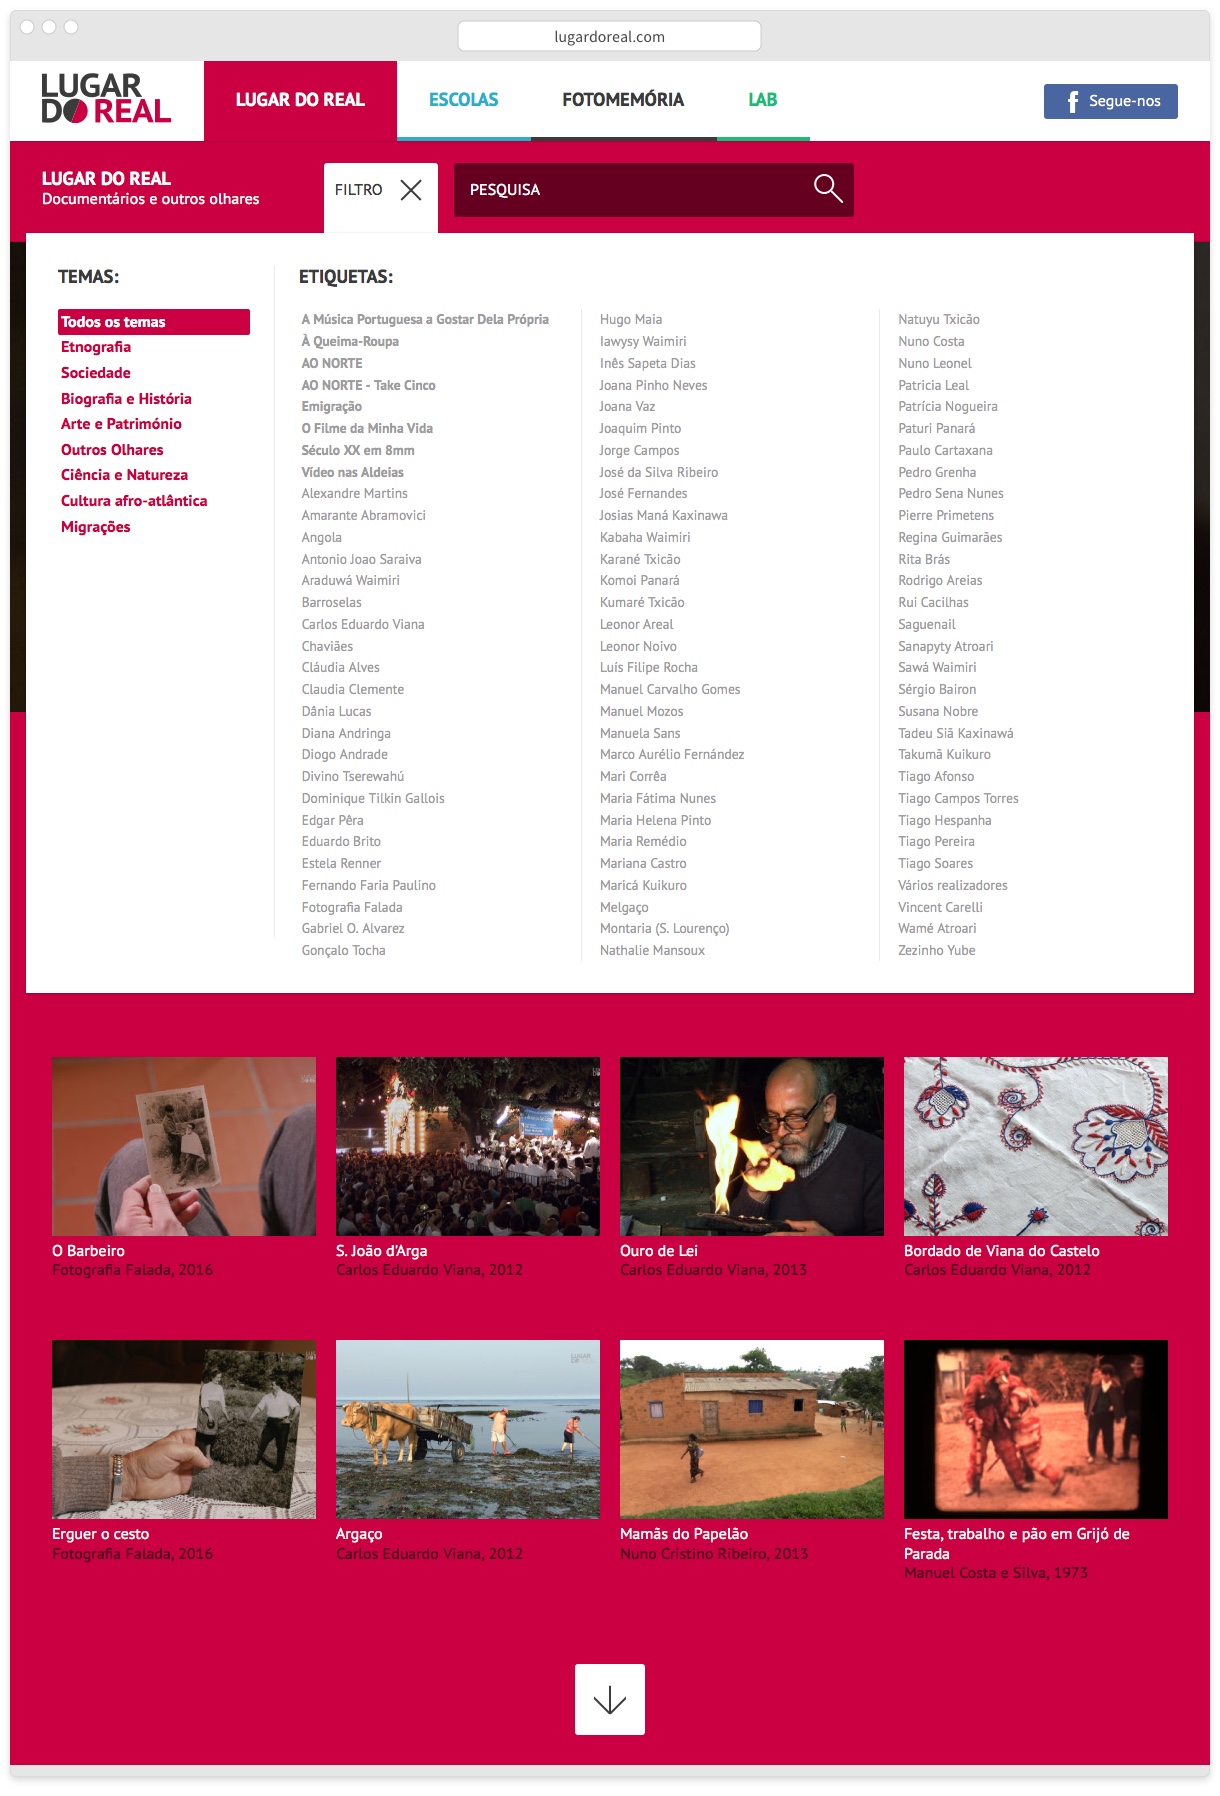 lugardoreal.com
LUGAR
DO REAL
LUGAR DO REAL
ESCOLAS
FOTOMEMÓRIA
LAB
Segue-nos
LUGAR DO REAL
Documentários e outros olhares
FILTRO
PESQUISA
TEMAS:
Todos os temas
Etnografia
Sociedade
Biografia e História
Arte e Património
Outros Olhares
Ciência e Natureza
Cultura afro-atlântica
Migrações
ETIQUETAS:
A Música Portuguesa a Gostar Dela Própria
À Queima-Roupa
AO NORTE
AO NORTE - Take Cinco
Emigração
O Filme da Minha Vida
Século XX em 8mm
Vídeo nas Aldeias
Alexandre Martins
Amarante Abramovici
Angola
Antonio Joao Saraiva
Araduwá Waimiri
Barroselas
Carlos Eduardo Viana
Chaviães
Cláudia Alves
Claudia Clemente
Dânia Lucas
Diana Andringa
Diogo Andrade
Divino Tserewahú
Dominique Tilkin Gallois
Edgar Pêra
Eduardo Brito
Estela Renner
Fernando Faria Paulino
Fotografia Falada
Gabriel O. Alvarez
Gonçalo Tocha
Hugo Maia
Iawysy Waimiri
Inês Sapeta Dias
Joana Pinho Neves
Joana Vaz
Joaquim Pinto
Jorge Campos
José da Silva Ribeiro
José Fernandes
Josias Maná Kaxinawa
Kabaha Waimiri
Karané Txicão
Komoi Panará
Kumaré Txicão
Leonor Areal
Leonor Noivo
Luís Filipe Rocha
Manuel Carvalho Gomes
Manuel Mozos
Manuela Sans
Marco Aurélio Fernández
Mari Corrêa
Maria Fátima Nunes
Maria Helena Pinto
Maria Remédio
Mariana Castro
Maricá Kuikuro
Melgaço
Montaria (S. Lourenço)
Nathalie Mansoux
Natuyu Txicão
Nuno Costa
Nuno Leonel
Patricia Leal
Patrícia Nogueira
Paturi Panará
Paulo Cartaxana
Pedro Grenha
Pedro Sena Nunes
Pierre Primetens
Regina Guimarães
Rita Brás
Rodrigo Areias
Rui Cacilhas
Saguenail
Sanapyty Atroari
Sawá Waimiri
Sérgio Bairon
Susana Nobre
Tadeu Siã Kaxinawá
Takumã Kuikuro
Tiago Afonso
Tiago Campos Torres
Tiago Hespanha
Tiago Pereira
Tiago Soares
Vários realizadores
Vincent Carelli
Wamé Atroari
Zezinho Yube
O Barbeiro
Fotografia Falada, 2016
S. João d'Arga
Carlos Eduardo Viana, 2012
Ouro de Lei
Carlos Eduardo Viana, 2013
Bordado de Viana do Castelo
Carlos Eduardo Viana, 2012
LUGAR
Erguer o cesto
Fotografia Falada, 2016
Argaço
Carlos Eduardo Viana, 2012
Mamãs do Papelão
Nuno Cristino Ribeiro, 2013
Festa, trabalho e pão em Grijó de
Parada
Manuel Costa e Silva, 1973